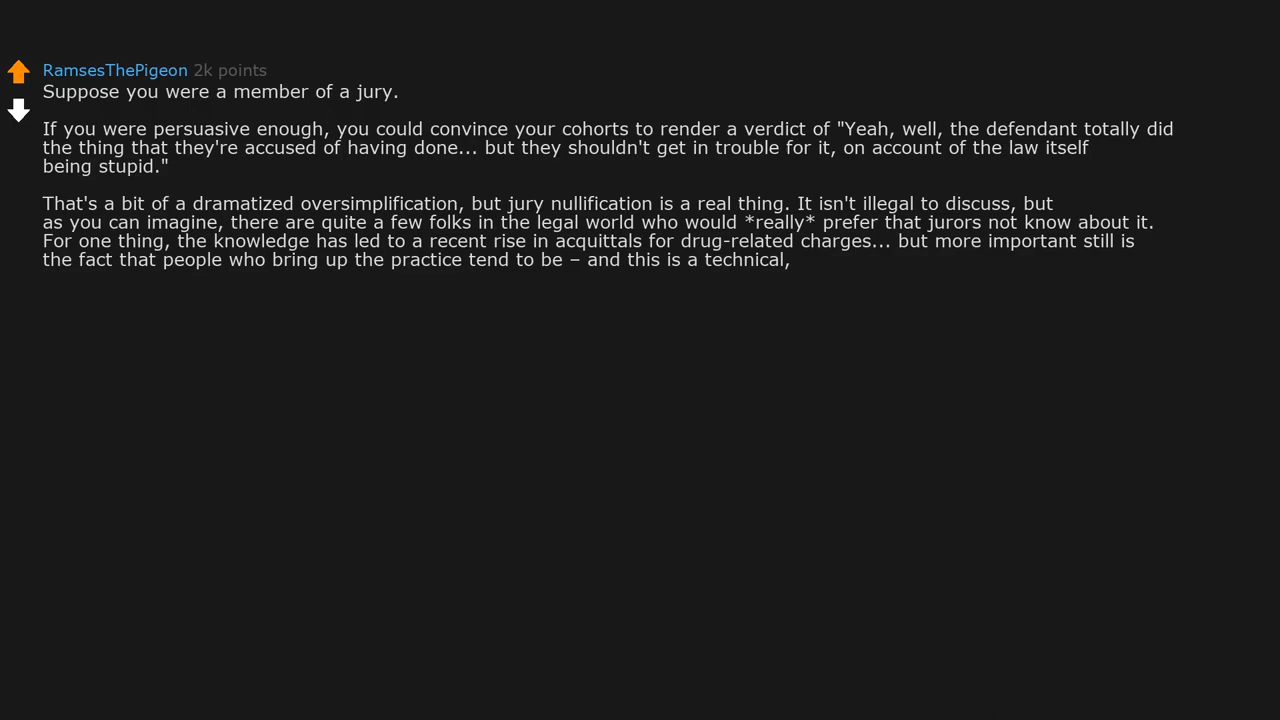 RamsesThePigeon 2k points
Suppose you were a member of a jury.
If you were persuasive enough, you could convince your cohorts to render a verdict of "Yeah, well, the defendant totally did
the thing that they're accused of having done... but they shouldn't get in trouble for it, on account of the law itself
being stupid."
That's a bit of a dramatized oversimplification, but jury nullification is a real thing. It isn't illegal to discuss, but
as you can imagine, there are quite a few folks in the legal world who would *really* prefer that jurors not know about it.
For one thing, the knowledge has led to a recent rise in acquittals for drug-related charges... but more important still is
the fact that people who bring up the practice tend to be – and this is a technical,